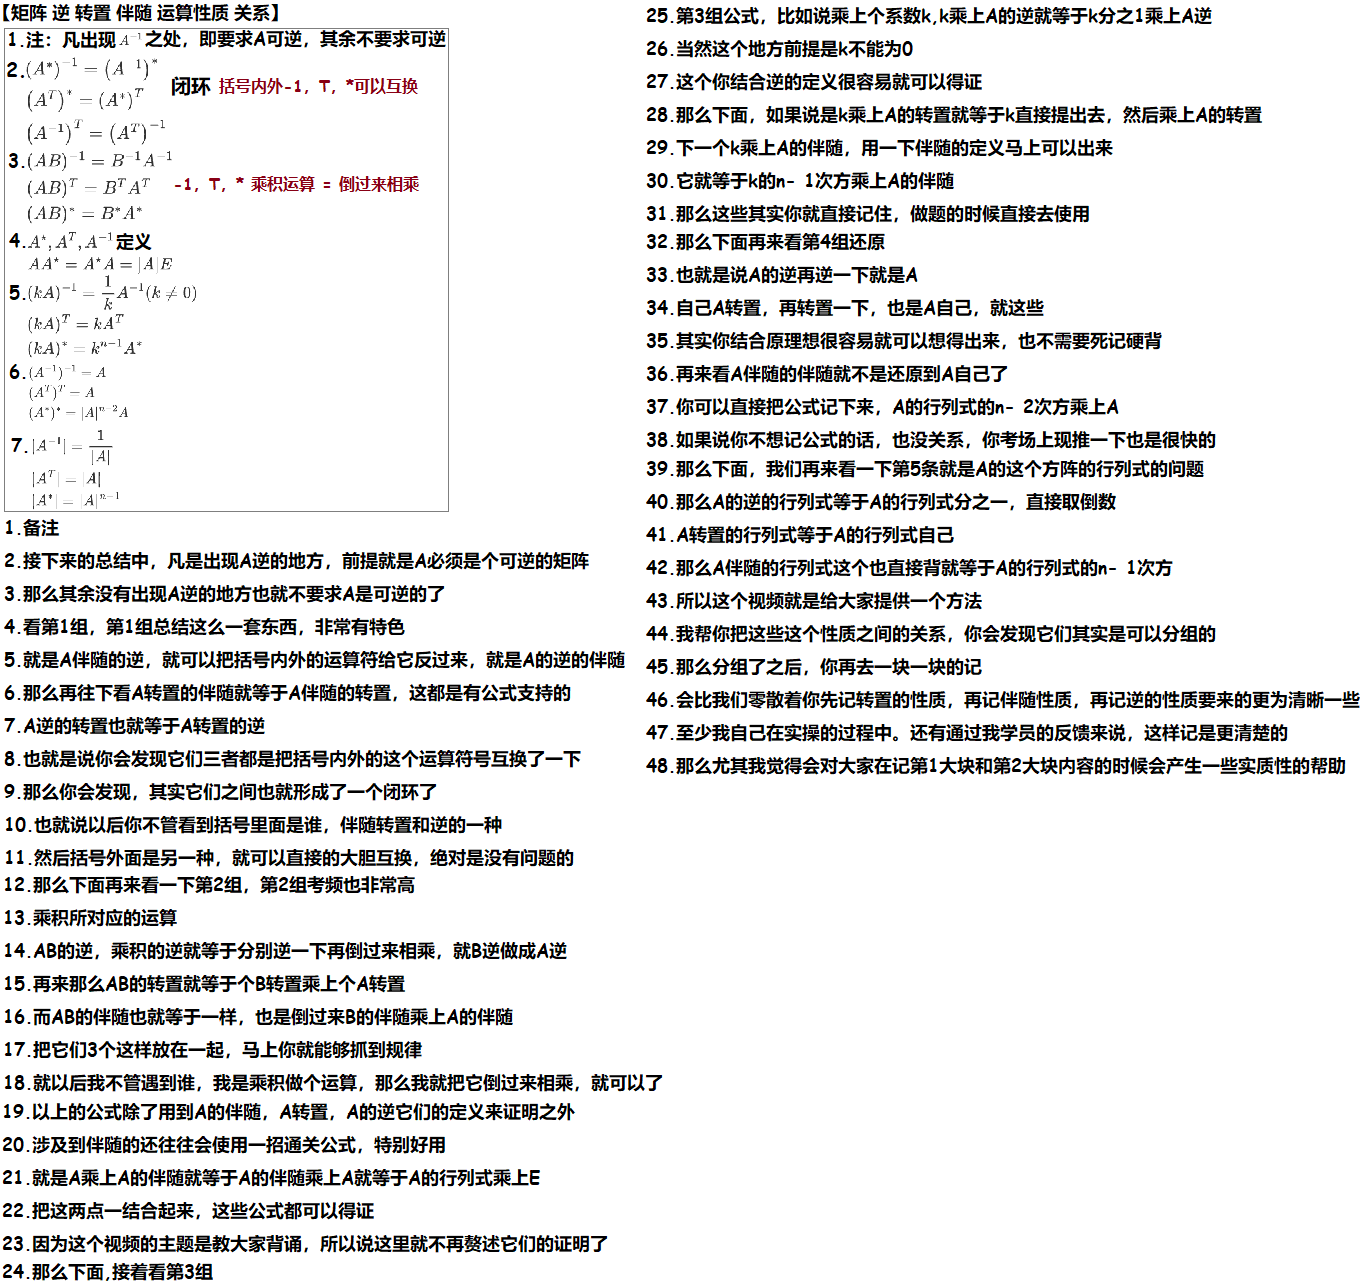 【矩阵 逆 转置 伴随 运算性质 关系】
1.注：凡出现 A⁻¹ 之处，即要求A可逆，其余不要求可逆
2.(A*)⁻¹ = (A⁻¹)*
闭环 括号内外-1，T，*可以互换
(Aᵀ)* = (A*)ᵀ
(A⁻¹)ᵀ = (Aᵀ)⁻¹
3.(AB)⁻¹ = B⁻¹A⁻¹
(AB)ᵀ = BᵀAᵀ -1，T，* 乘积运算 = 倒过来相乘
(AB)* = B*A*
4.A*, Aᵀ, A⁻¹ 定义
AA* = A*A = |A|E
5.(kA)⁻¹ = 1/k A⁻¹(k ≠ 0)
(kA)ᵀ = kAᵀ
(kA)* = kⁿ⁻¹A*
6.(A⁻¹)⁻¹ = A
(Aᵀ)ᵀ = A
(A*)* = |A|ⁿ⁻²A
7.|A⁻¹| = 1/|A|
|Aᵀ| = |A|
|A*| = |A|ⁿ⁻¹
1.备注
2.接下来的总结中，凡是出现A逆的地方，前提就是A必须是个可逆的矩阵
3.那么其余没有出现A逆的地方也就不要求A是可逆的了
4.看第1组，第1组总结这么一套东西，非常有特色
5.就是A伴随的逆，就可以把括号内外的运算符给它反过来，就是A的逆的伴随
6.那么再往下看A转置的伴随就等于A伴随的转置，这都是有公式支持的
7.A逆的转置也就等于A转置的逆
8.也就是说你会发现它们三者都是把括号内外的这个运算符号互换了一下
9.那么你会发现，其实它们之间也就形成了一个闭环了
10.也就说以后你不管看到括号里面是谁，伴随转置和逆的一种
11.然后括号外面是另一种，就可以直接的大胆互换，绝对是没有问题的
12.那么下面再来看一下第2组，第2组考频也非常高
13.乘积所对应的运算
14.AB的逆，乘积的逆就等于分别逆一下再倒过来相乘，就B逆做成A逆
15.再来那么AB的转置就等于个B转置乘上个A转置
16.而AB的伴随也就等于一样，也是倒过来B的伴随乘上A的伴随
17.把它们3个这样放在一起，马上你就能够抓到规律
18.就以后我不管遇到谁，我是乘积做个运算，那么我就把它倒过来相乘，就可以了
19.以上的公式除了用到A的伴随，A转置，A的逆它们的定义来证明之外
20.涉及到伴随的还往往会使用一招通关公式，特别好用
21.就是A乘上A的伴随就等于A的伴随乘上A就等于A的行列式乘上E
22.把这两点一结合起来，这些公式都可以得证
23.因为这个视频的主题是教大家背诵，所以说这里就不再赘述它们的证明了
24.那么下面,接着看第3组
25.第3组公式，比如说乘上个系数k,k乘上A的逆就等于k分之1乘上A逆
26.当然这个地方前提是k不能为0
27.这个你结合逆的定义很容易就可以得证
28.那么下面，如果说是k乘上A的转置就等于k直接提出去，然后乘上A的转置
29.下一个k乘上A的伴随，用一下伴随的定义马上可以出来
30.它就等于k的n- 1次方乘上A的伴随
31.那么这些其实你就直接记住，做题的时候直接去使用
32.那么下面再来看第4组还原
33.也就是说A的逆再逆一下就是A
34.自己A转置，再转置一下，也是A自己，就这些
35.其实你结合原理想很容易就可以想得出来，也不需要死记硬背
36.再来看A伴随的伴随就不是还原到A自己了
37.你可以直接把公式记下来，A的行列式的n- 2次方乘上A
38.如果说你不想记公式的话，也没关系，你考场上现推一下也是很快的
39.那么下面，我们再来看一下第5条就是A的这个方阵的行列式的问题
40.那么A的逆的行列式等于A的行列式分之一，直接取倒数
41.A转置的行列式等于A的行列式自己
42.那么A伴随的行列式这个也直接背就等于A的行列式的n- 1次方
43.所以这个视频就是给大家提供一个方法
44.我帮你把这些这个性质之间的关系，你会发现它们其实是可以分组的
45.那么分组了之后，你再去一块一块的记
46.会比我们零散着你先记转置的性质，再记伴随性质，再记逆的性质要来的更为清晰一些
47.至少我自己在实操的过程中。还有通过我学员的反馈来说，这样记是更清楚的
48.那么尤其我觉得会对大家在记第1大块和第2大块内容的时候会产生一些实质性的帮助